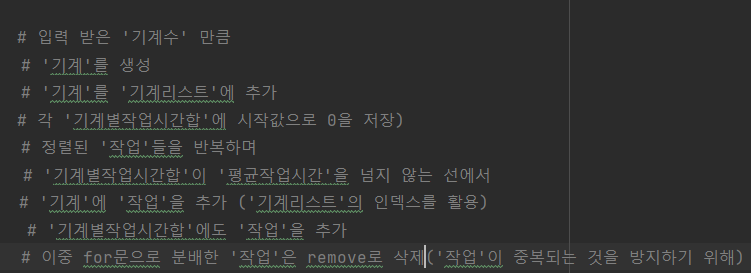 # 입력 받은 '기계수' 만큼
# '기계'를 생성
# '기계'를 '기계리스트'에 추가
# 각 '기계별작업시간합'에 시작값으로 0을 저장)
# 정렬된 '작업'들을 반복하며
# '기계별작업시간합'이 '평균작업시간'을 넘지 않는 선에서
# '기계'에 '작업'을 추가 ('기계리스트'의 인덱스를 활용)
# '기계별작업시간합'에도 '작업'을 추가
# 이중 for문으로 분배한 '작업'은 remove로 삭제('작업'이 중복되는 것을 방지하기 위해)